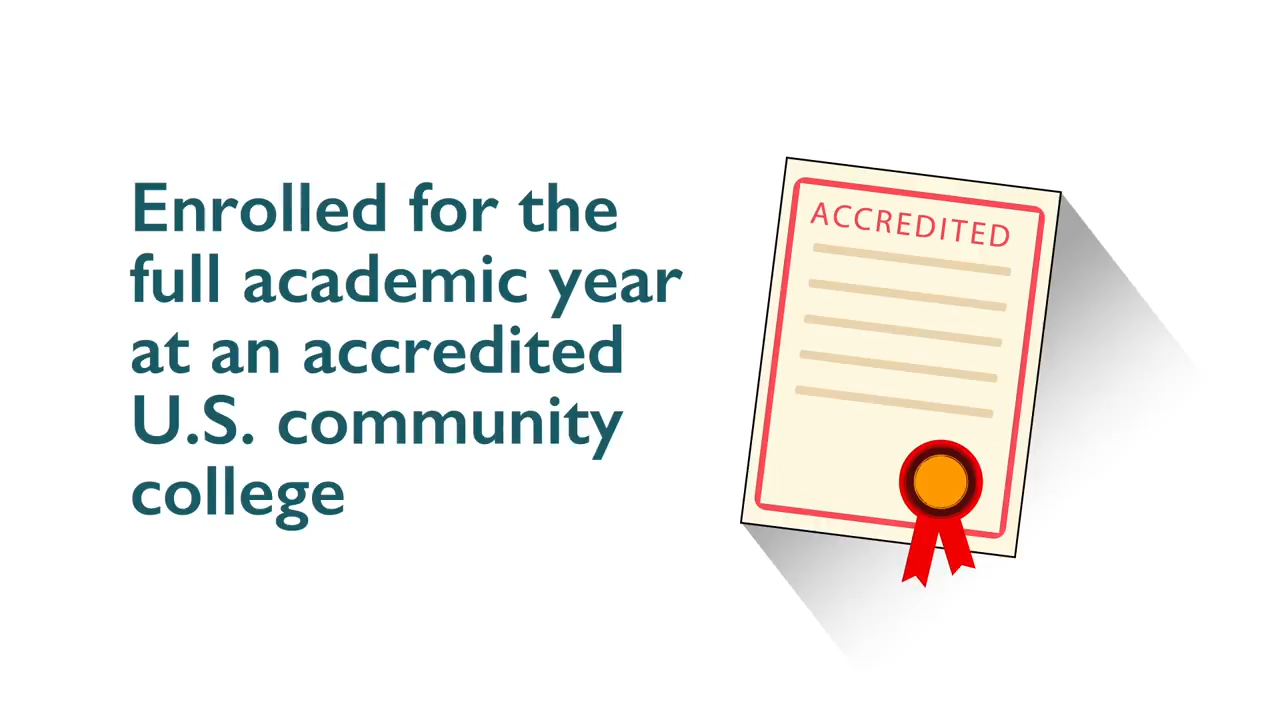 Enrolled for the
full academic year
at an accredited
U.S. community
college
ACCREDITED